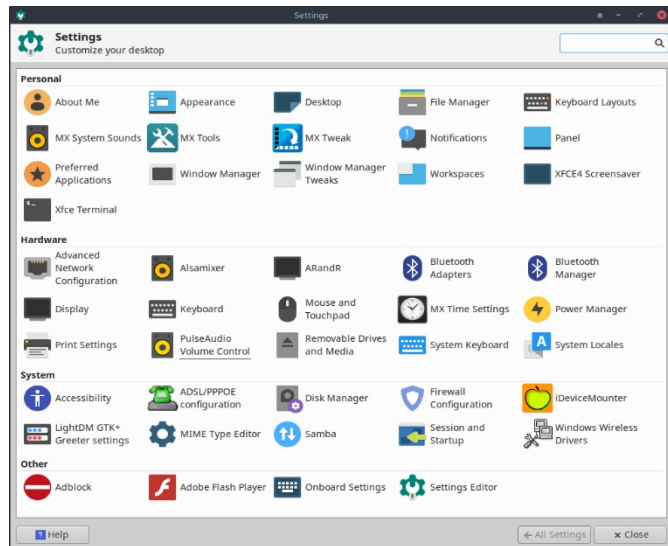 Settings
Settings
Customize your desktop
Personal
About Me
Appearance
Desktop
File Manager
Keyboard Layouts
MX System Sounds
MX Tools
MX Tweak
Notifications
Panel
Preferred
Applications
Window Manager
Window Manager
Tweaks
Workspaces
XFCE4 Screensaver
Xfce Terminal
Hardware
Advanced
Network
Configuration
Alsamixer
ARandR
Bluetooth
Adapters
Bluetooth
Manager
Display
Keyboard
Mouse and
Touchpad
MX Time Settings
Power Manager
Print Settings
PulseAudio
Volume Control
Removable Drives
and Media
System Keyboard
A
System Locales
System
Accessibility
ADSL/PPPOE
configuration
Disk Manager
Firewall
Configuration
iDeviceMounter
LightDM GTK+
Greeter settings
MIME Type Editor
Samba
Session and
Startup
Windows Wireless
Drivers
Other
Adblock
Adobe Flash Player
Onboard Settings
Settings Editor
? Help
← All Settings
× Close